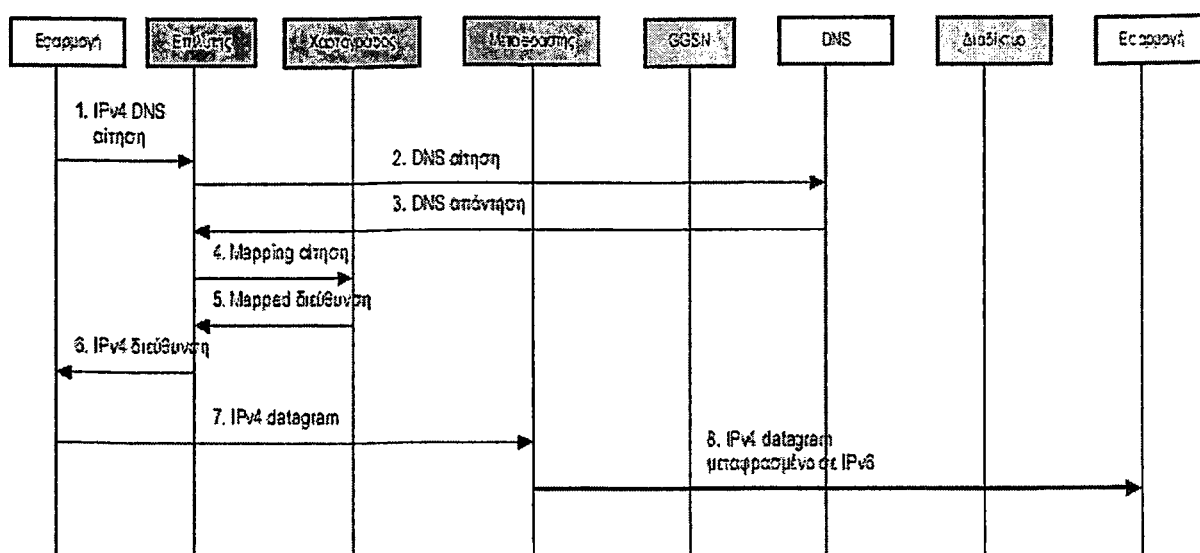 Εφαρμογή
Επιλύτης
Χαρτογράφος
Μεταφραστής
GGSN
DNS
Διαδίκτυο
Εφαρμογή
1. IPv4 DNS
αίτηση
2. DNS αίτηση
3. DNS απάντηση
4. Mapping αίτηση
5. Mapped διεύθυνση
6. IPv4 διεύθυνση
7. IPv4 datagram
8. IPv4 datagram
μεταφρασμένο σε IPv6